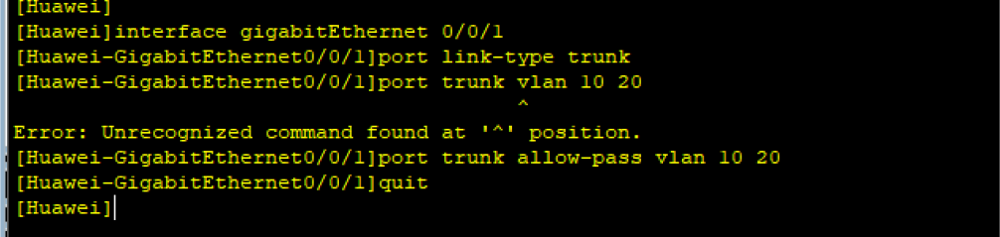 [Huawei]
[Huawei]interface gigabitEthernet 0/0/1
[Huawei-GigabitEthernet0/0/1]port link-type trunk
[Huawei-GigabitEthernet0/0/1]port trunk vlan 10 20
^
Error: Unrecognized command found at '^' position.
[Huawei-GigabitEthernet0/0/1]port trunk allow-pass vlan 10 20
[Huawei-GigabitEthernet0/0/1]quit
[Huawei]